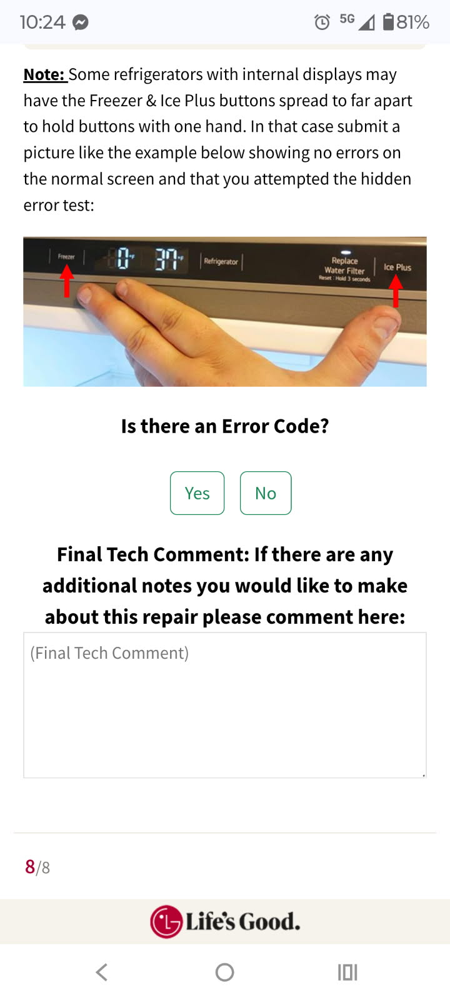 10:24
5G
81%
Note: Some refrigerators with internal displays may
have the Freezer & Ice Plus buttons spread to far apart
to hold buttons with one hand. In that case submit a
picture like the example below showing no errors on
the normal screen and that you attempted the hidden
error test:
Freezer
0°F
37°F
Refrigerator
Replace
Water Filter
Reset : Hold 3 seconds
Ice Plus
Is there an Error Code?
Yes
No
Final Tech Comment: If there are any
additional notes you would like to make
about this repair please comment here:
(Final Tech Comment)
8/8
LG Life's Good.